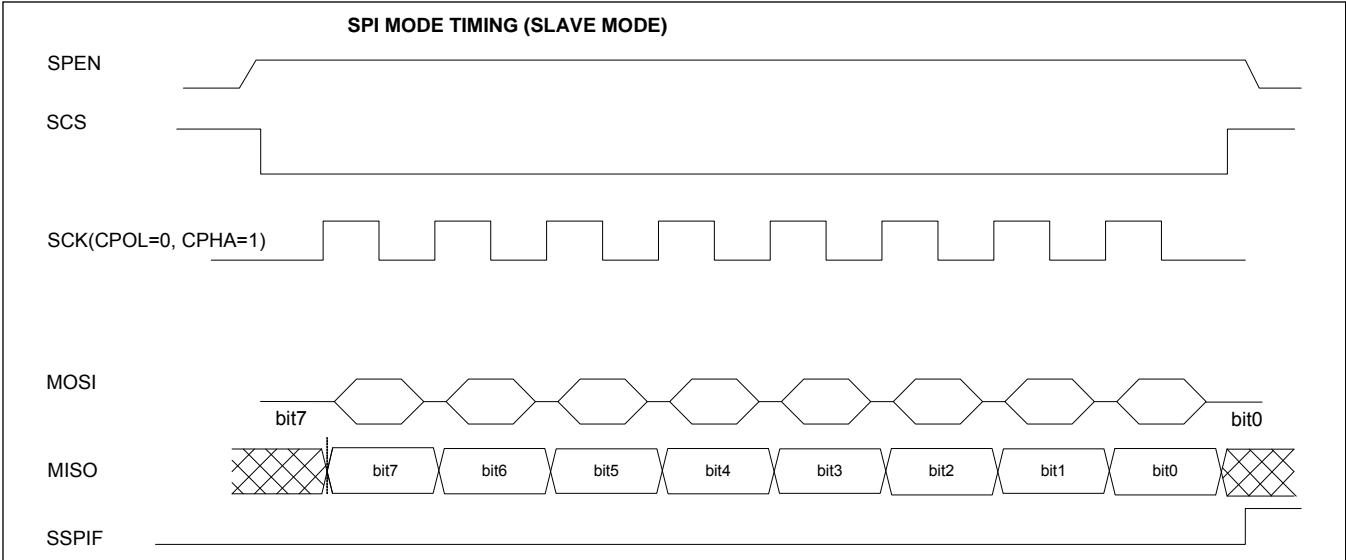 SPI MODE TIMING (SLAVE MODE)
SPEN
SCS
SCK(CPOL=0, CPHA=1)
MOSI
bit7
bit0
MISO
bit7
bit6
bit5
bit4
bit3
bit2
bit1
bit0
SSPIF